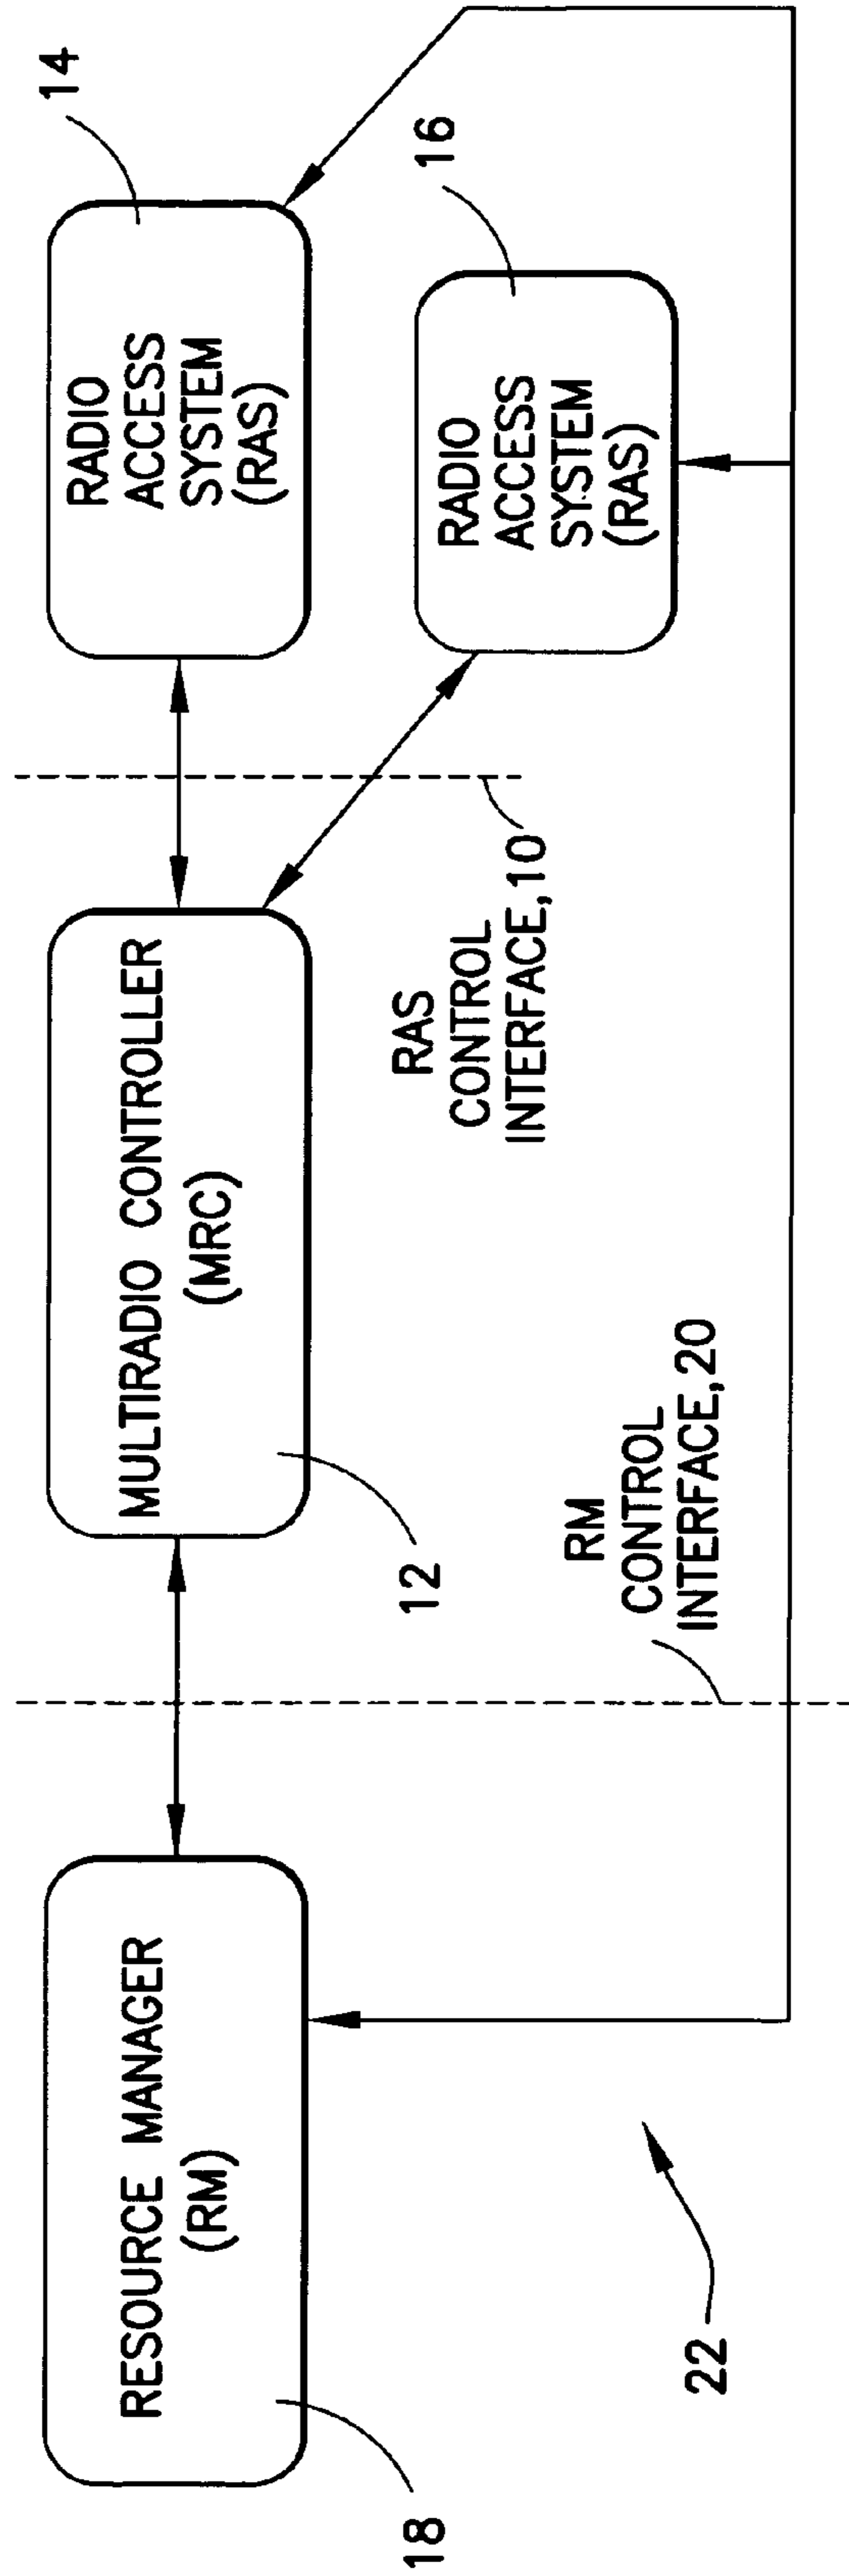 RESOURCE MANAGER
(RM)
18
MULTIRADIO CONTROLLER
(MRC)
12
RADIO
ACCESS
SYSTEM
(RAS)
14
RADIO
ACCESS
SYSTEM
(RAS)
16
RAS
CONTROL
INTERFACE,10
RM
CONTROL
INTERFACE,20
22